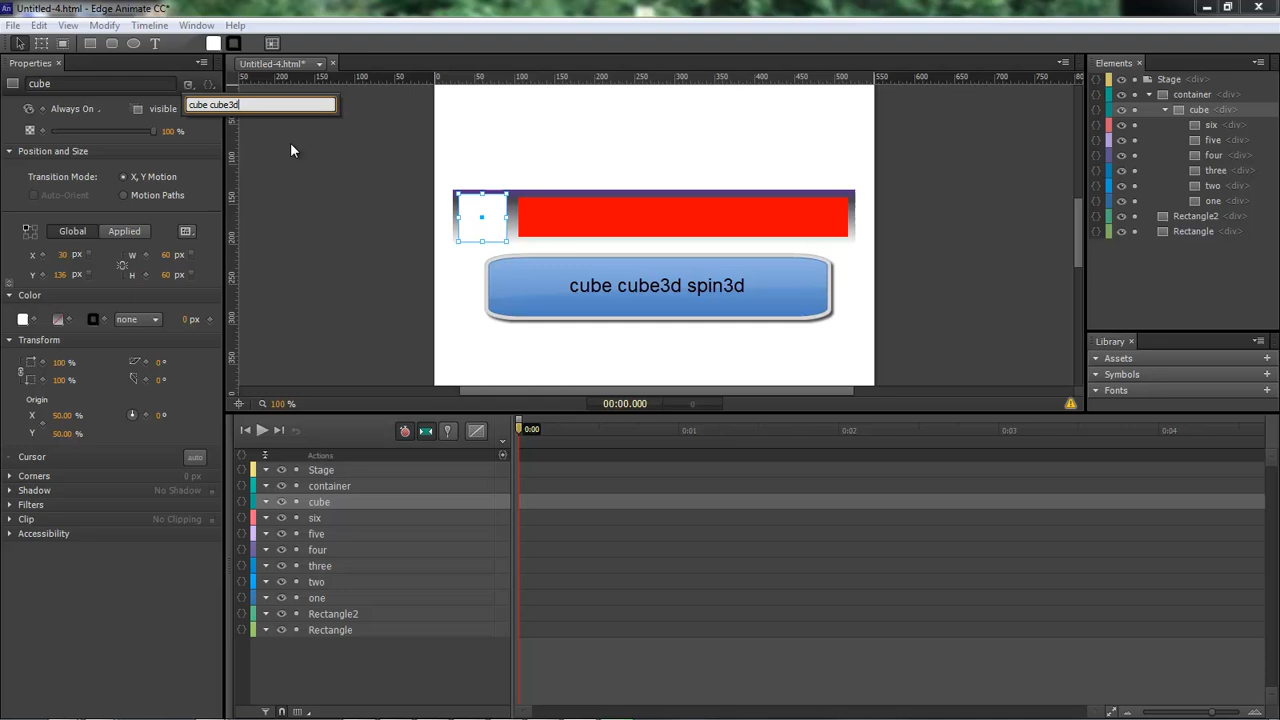 Untitled-4.html* - Edge Animate CC*
File Edit View Modify Timeline Window Help
Properties
Untitled-4.html*
Elements
cube
cube cube3d
Always On
visible
100 %
Position and Size
Transition Mode:
X, Y Motion
Auto-Orient
Motion Paths
Global
Applied
X 30 px W 60 px
Y 136 px H 60 px
Color
none
0 px
Transform
100 % 0°
100 % 0°
Origin
X 50.00 % 0°
Y 50.00 %
Cursor auto
Corners 0 px
Shadow No Shadow
Filters
Clip No Clipping
Accessibility
cube cube3d spin3d
100 %
00:00.000
0
Stage
container <div>
cube <div>
six <div>
five <div>
four <div>
three <div>
two <div>
one <div>
Rectangle2 <div>
Rectangle <div>
Library
Assets
Symbols
Fonts
0:00 0:01 0:02 0:03 0:04
Actions
Stage
container
cube
six
five
four
three
two
one
Rectangle2
Rectangle